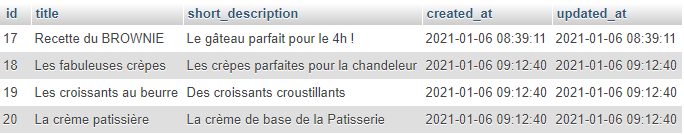 id title short_description created_at updated_at
17 Recette du BROWNIE Le gâteau parfait pour le 4h ! 2021-01-06 08:39:11 2021-01-06 08:39:11
18 Les fabuleuses crèpes Les crèpes parfaites pour la chandeleur 2021-01-06 09:12:40 2021-01-06 09:12:40
19 Les croissants au beurre Des croissants croustillants 2021-01-06 09:12:40 2021-01-06 09:12:40
20 La crème patissière La crème de base de la Patisserie 2021-01-06 09:12:40 2021-01-06 09:12:40